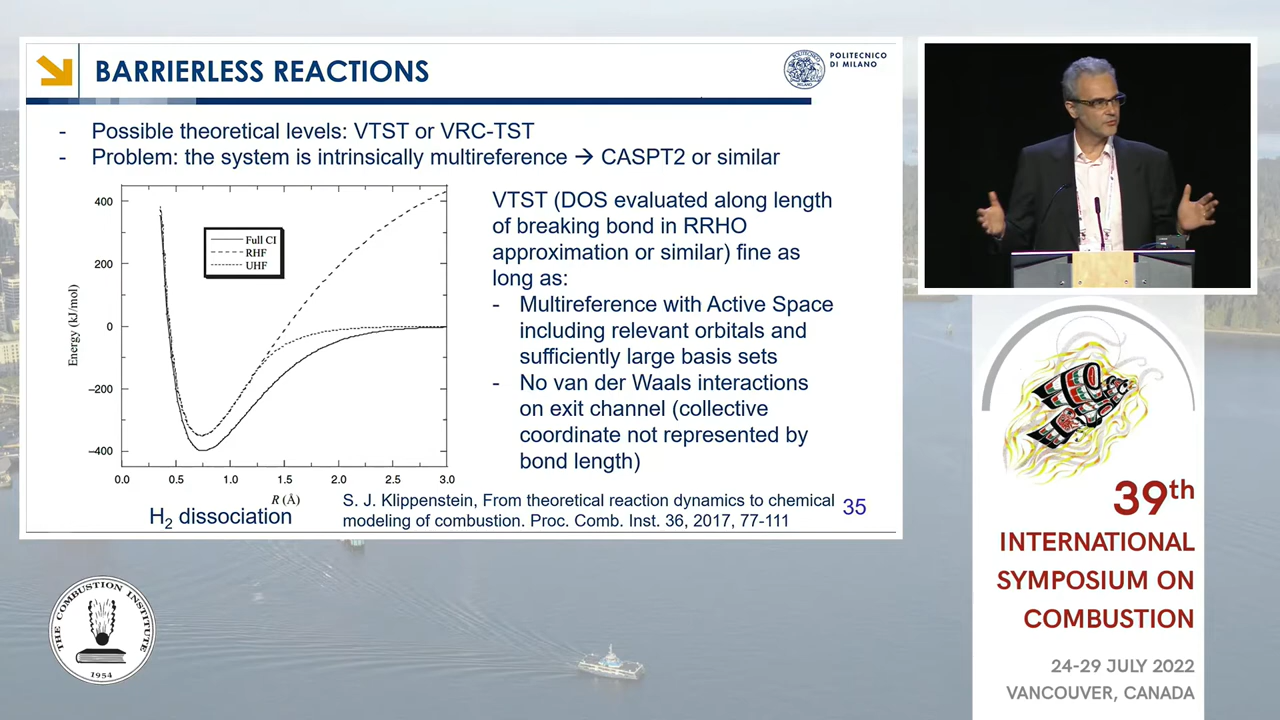 BARRIERLESS REACTIONS
POLITECNICO
DI MILANO
- Possible theoretical levels: VTST or VRC-TST
- Problem: the system is intrinsically multireference → CASPT2 or similar
400
200
0
−200
−400
Energy (kJ/mol)
Full CI
RHF
UHF
0.0 0.5 1.0 1.5 2.0 2.5 3.0
R (Å)
H₂ dissociation
VTST (DOS evaluated along length
of breaking bond in RRHO
approximation or similar) fine as
long as:
- Multireference with Active Space
including relevant orbitals and
sufficiently large basis sets
- No van der Waals interactions
on exit channel (collective
coordinate not represented by
bond length)
S. J. Klippenstein, From theoretical reaction dynamics to chemical
modeling of combustion. Proc. Comb. Inst. 36, 2017, 77-111
35
39th
INTERNATIONAL
SYMPOSIUM ON
COMBUSTION
24-29 JULY 2022
VANCOUVER, CANADA
THE COMBUSTION INSTITUTE
1954